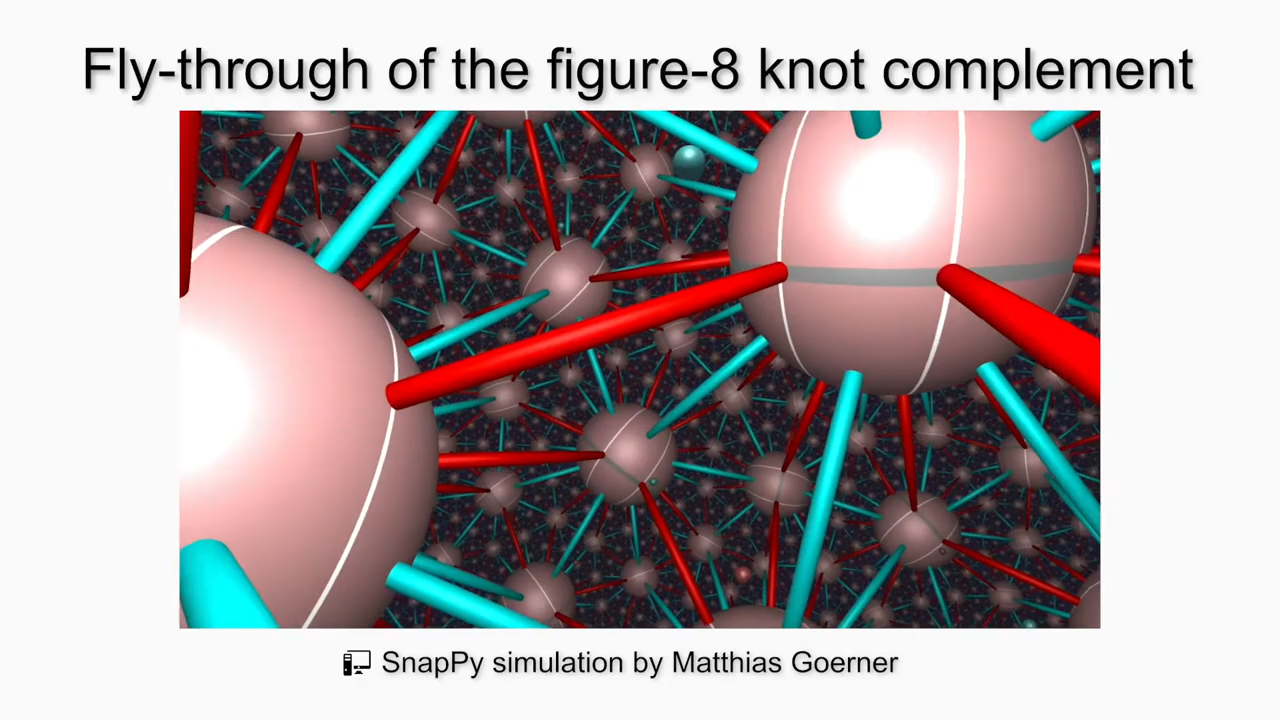 Fly-through of the figure-8 knot complement
SnapPy simulation by Matthias Goerner